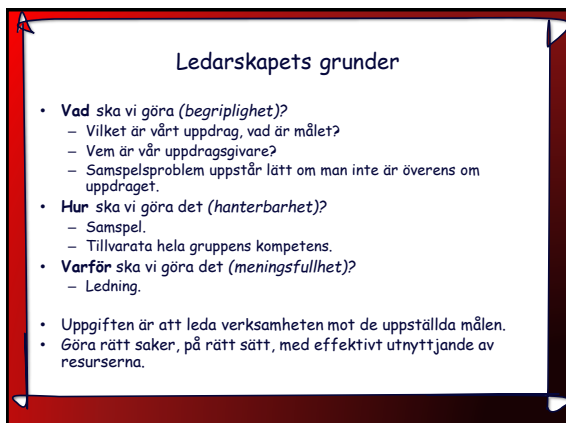 Ledarskapets grunder
• Vad ska vi göra (begriplighet)?
– Vilket är vårt uppdrag, vad är målet?
– Vem är vår uppdragsgivare?
– Samspelsproblem uppstår lätt om man inte är överens om
uppdraget.
• Hur ska vi göra det (hanterbarhet)?
– Samspel.
– Tillvarata hela gruppens kompetens.
• Varför ska vi göra det (meningsfullhet)?
– Ledning.
• Uppgiften är att leda verksamheten mot de uppställda målen.
• Göra rätt saker, på rätt sätt, med effektivt utnyttjande av
resurserna.